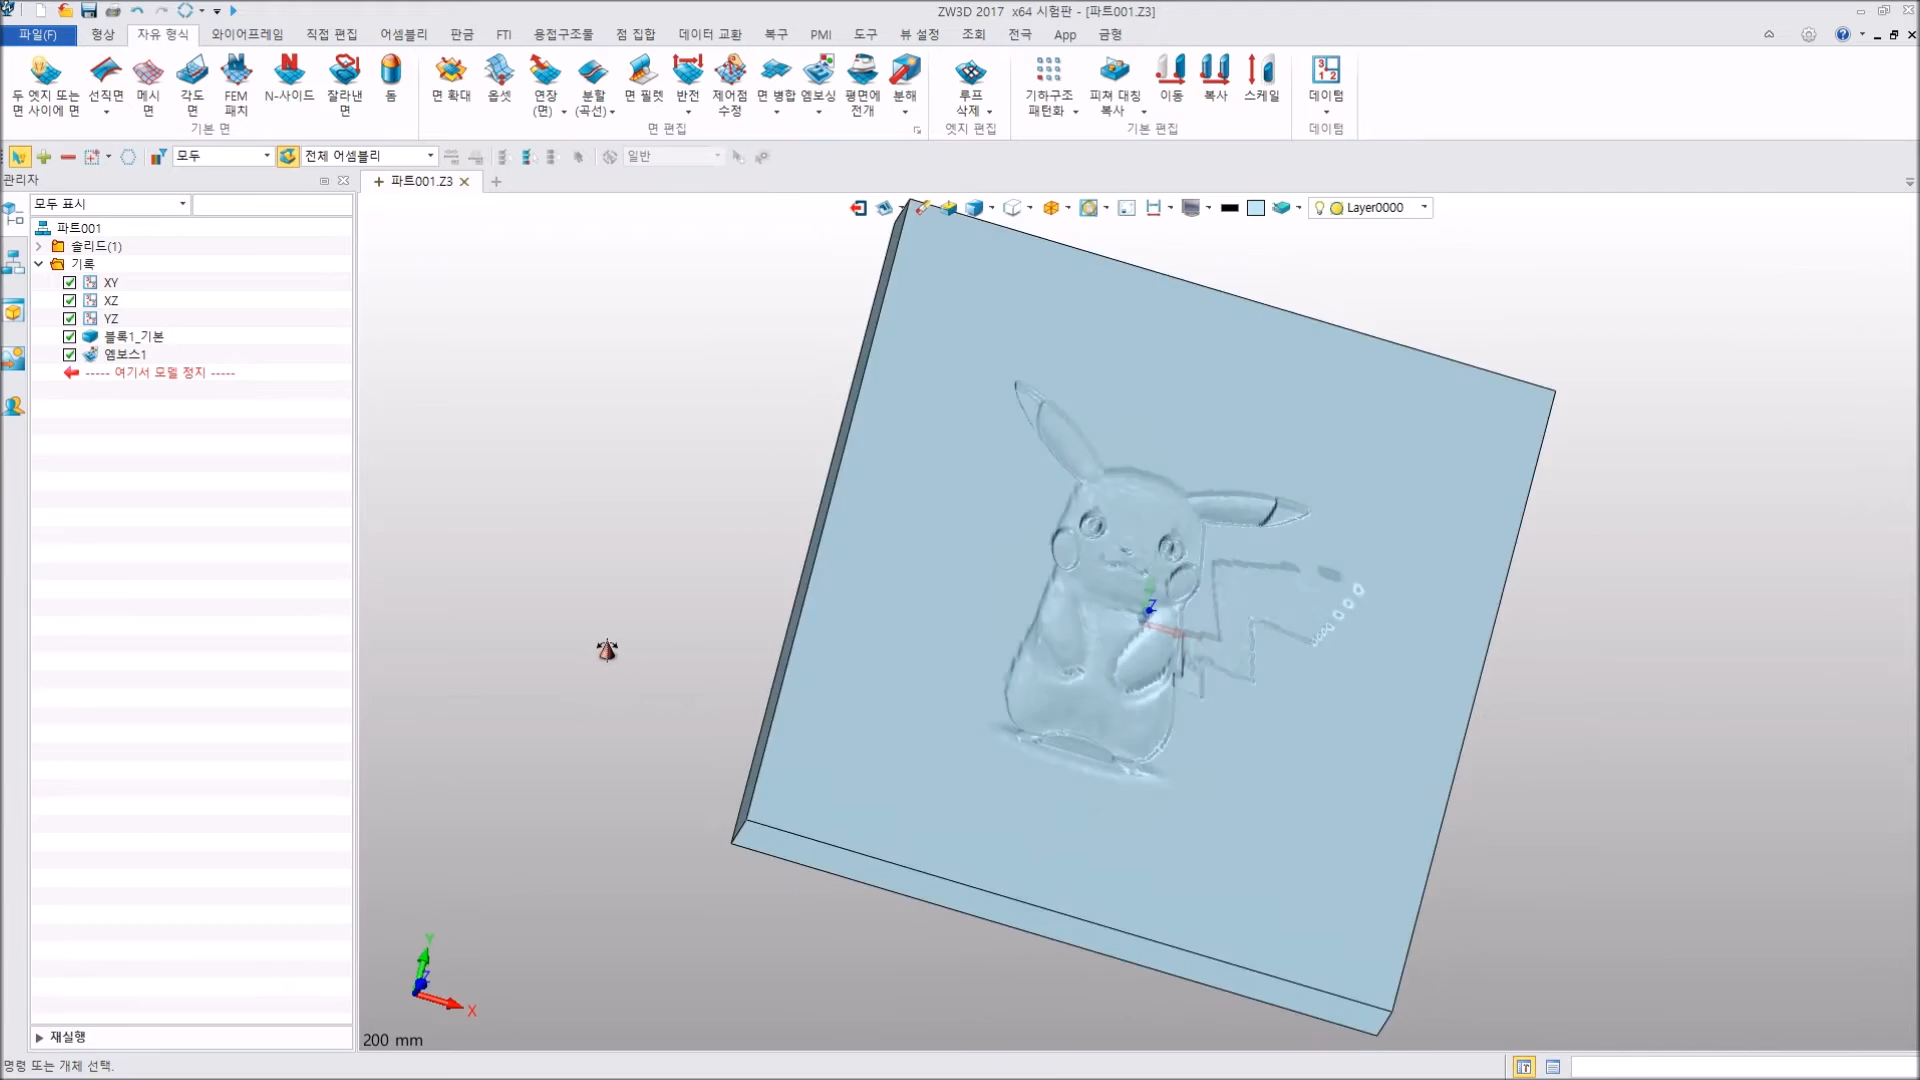 ZW3D 2017 x64 시험판 - [파트001.Z3]
파일(F) 형상 자유 형식 와이어프레임 직접 편집 어셈블리 판금 FTI 용접구조물 점 집합 데이터 교환 복구 PMI 도구 뷰 설정 조회 전극 App 금형
두 엣지 또는 면 사이에 면
선직면
메시 면
각도 면
FEM 패치
N-사이드
잘라낸 면
돔
면 확대
옵셋
연장 (면)
분할 (곡선)
면 필렛
반전
제어점 수정
면 병합
엠보싱
평면에 전개
분해
루프 삭제
기하구조 패턴화
피쳐 대칭 복사
이동
복사
스케일
데이텀
기본 면
면 편집
엣지 편집
기본 편집
데이텀
모두 전체 어셈블리 일반
관리자
파트001.Z3
모두 표시
Layer0000
파트001
솔리드(1)
기록
XY
XZ
YZ
블록1_기본
엠보스1
----- 여기서 모델 정지 -----
Z
Y
Z
X
재실행
200 mm
명령 또는 개체 선택.